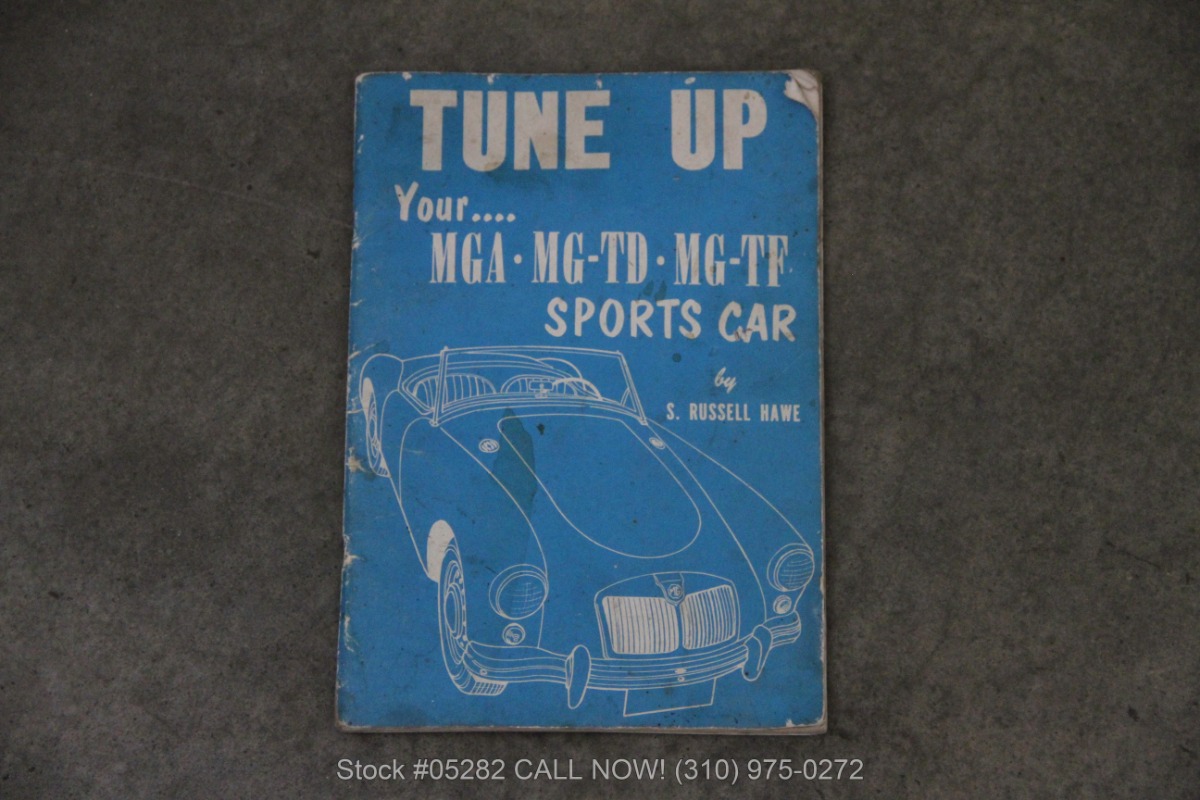 TUNE UP
Your....
MGA · MG-TD · MG-TF
SPORTS CAR
by
S. RUSSELL HAWE
MG
Stock #05282 CALL NOW! (310) 975-0272